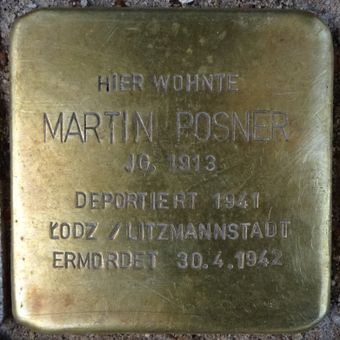 HIER WOHNTE
MARTIN POSNER
JG. 1913
DEPORTIERT 1941
ŁODZ / LITZMANNSTADT
ERMORDET 30.4.1942